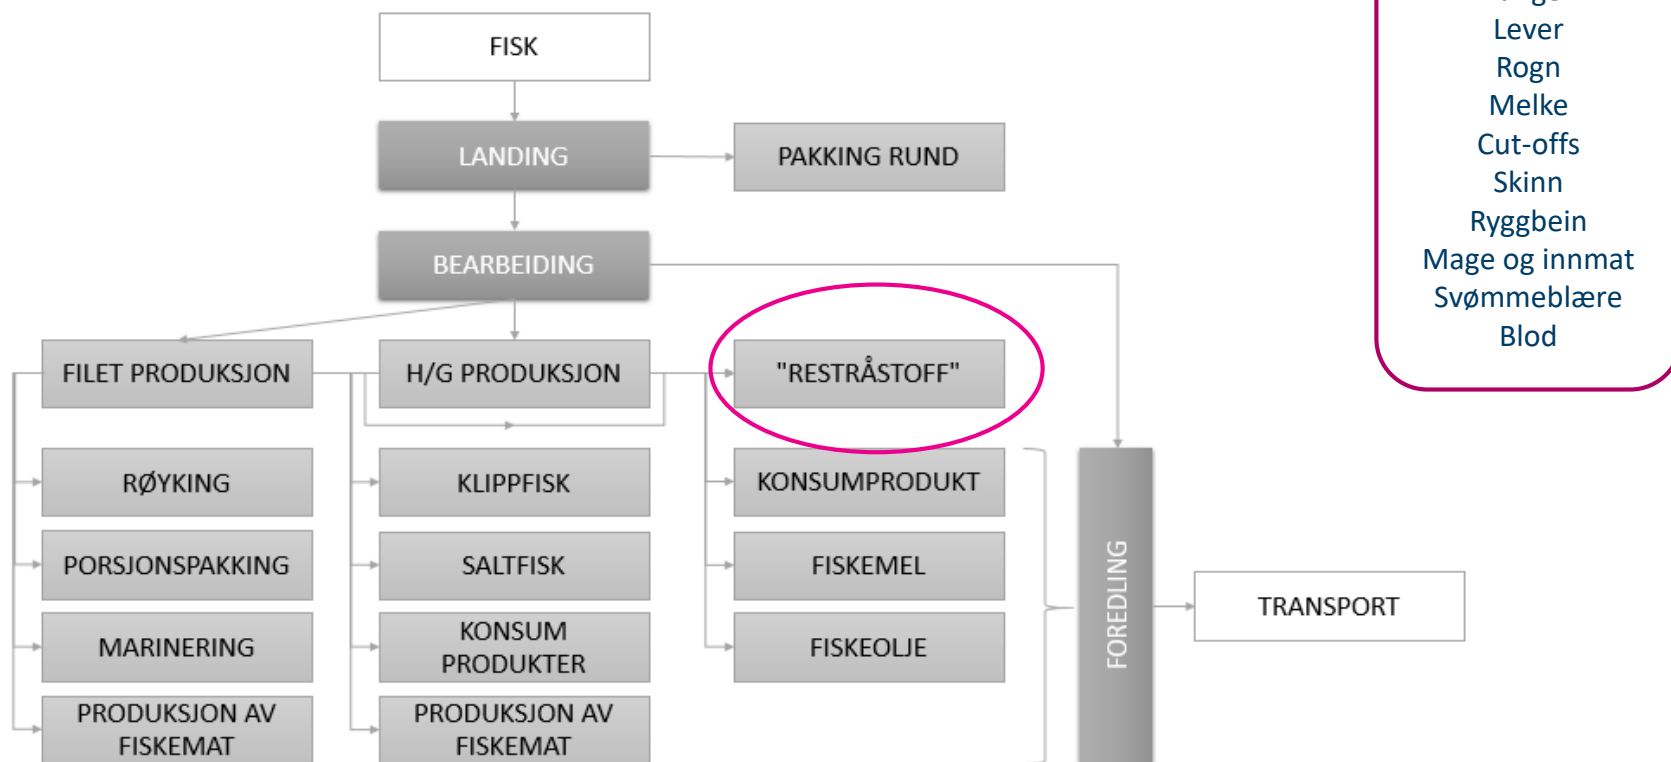 FISK
LANDING
PAKKING RUND
BEARBEIDING
FILET PRODUKSJON
H/G PRODUKSJON
"RESTRÅSTOFF"
RØYKING
KLIPPFISK
KONSUMPRODUKT
PORSJONSPAKKING
SALTFISK
FISKEMEL
MARINERING
KONSUM
PRODUKTER
FISKEOLJE
PRODUKSJON AV
FISKEMAT
PRODUKSJON AV
FISKEMAT
FOREDLING
TRANSPORT
Lever
Rogn
Melke
Cut-offs
Skinn
Ryggbein
Mage og innmat
Svømmeblære
Blod